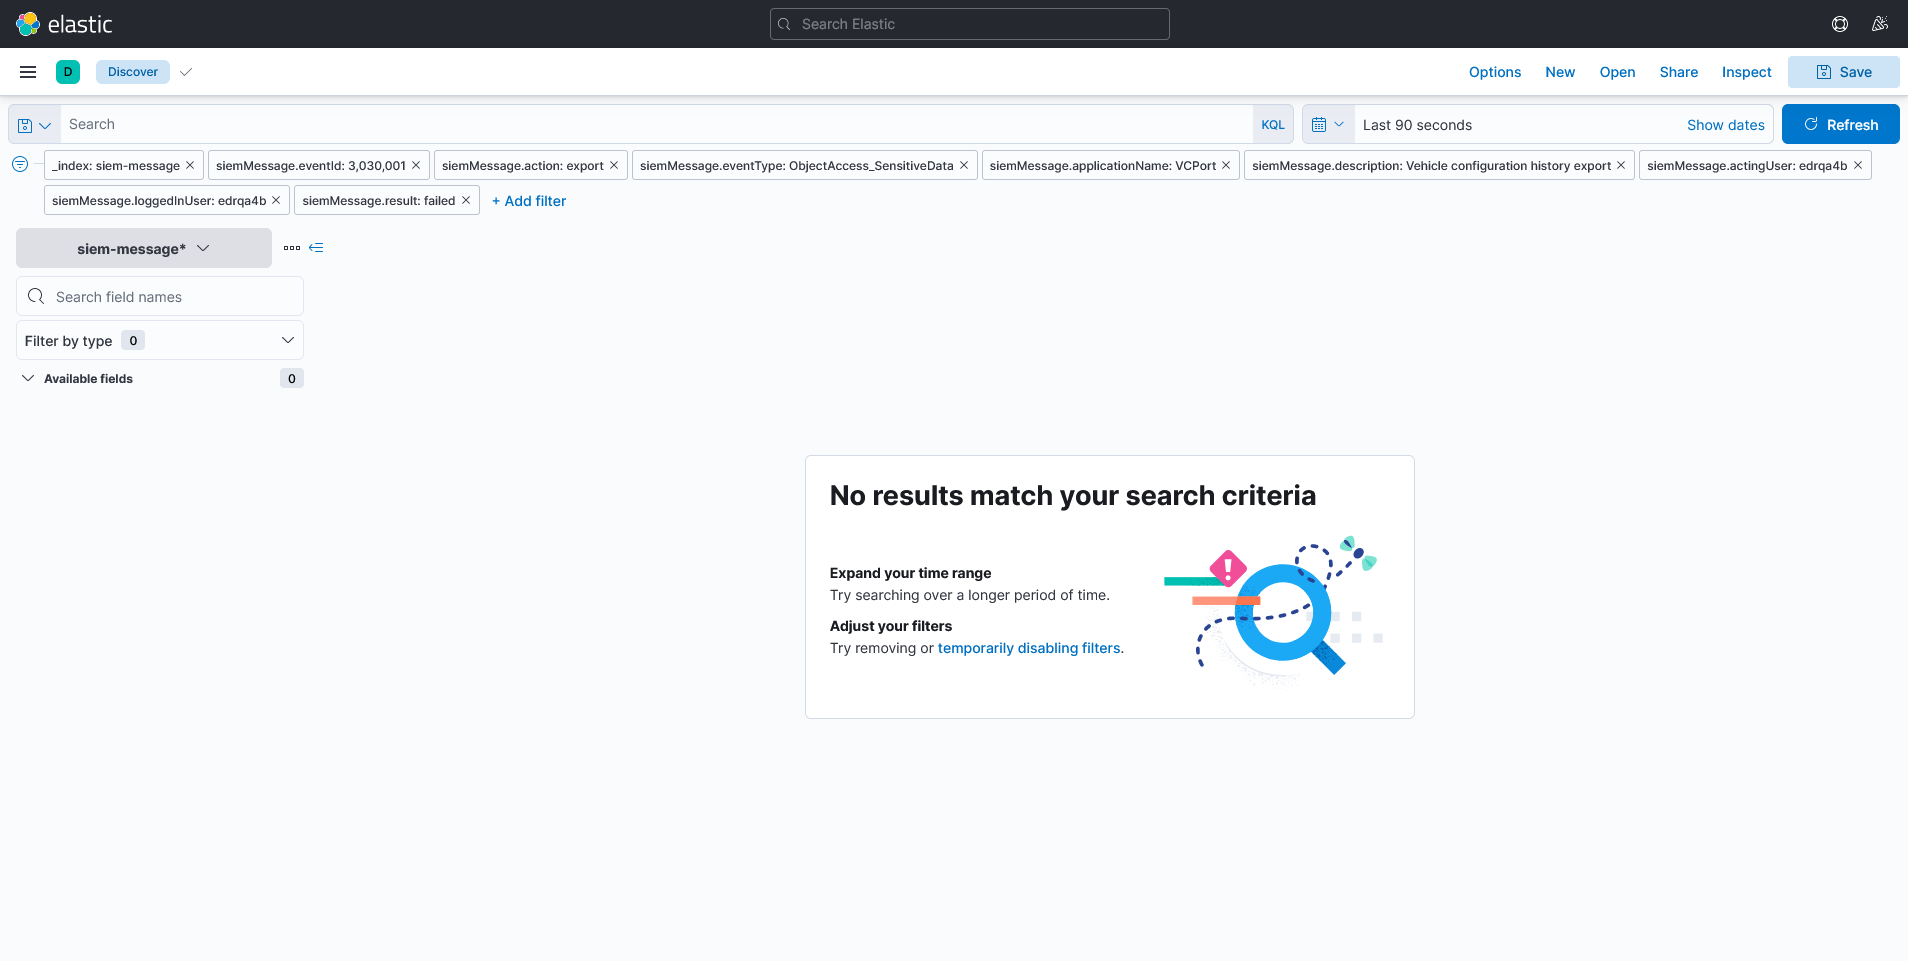 elastic
Search Elastic
D
Discover
Options
New
Open
Share
Inspect
Save
Search
KQL
Last 90 seconds
Show dates
Refresh
_index: siem-message
siemMessage.eventId: 3,030,001
siemMessage.action: export
siemMessage.eventType: ObjectAccess_SensitiveData
siemMessage.applicationName: VCPort
siemMessage.description: Vehicle configuration history export
siemMessage.actingUser: edrqa4b
siemMessage.loggedInUser: edrqa4b
siemMessage.result: failed
+ Add filter
siem-message*
Search field names
Filter by type 0
Available fields 0
No results match your search criteria
Expand your time range
Try searching over a longer period of time.
Adjust your filters
Try removing or temporarily disabling filters.